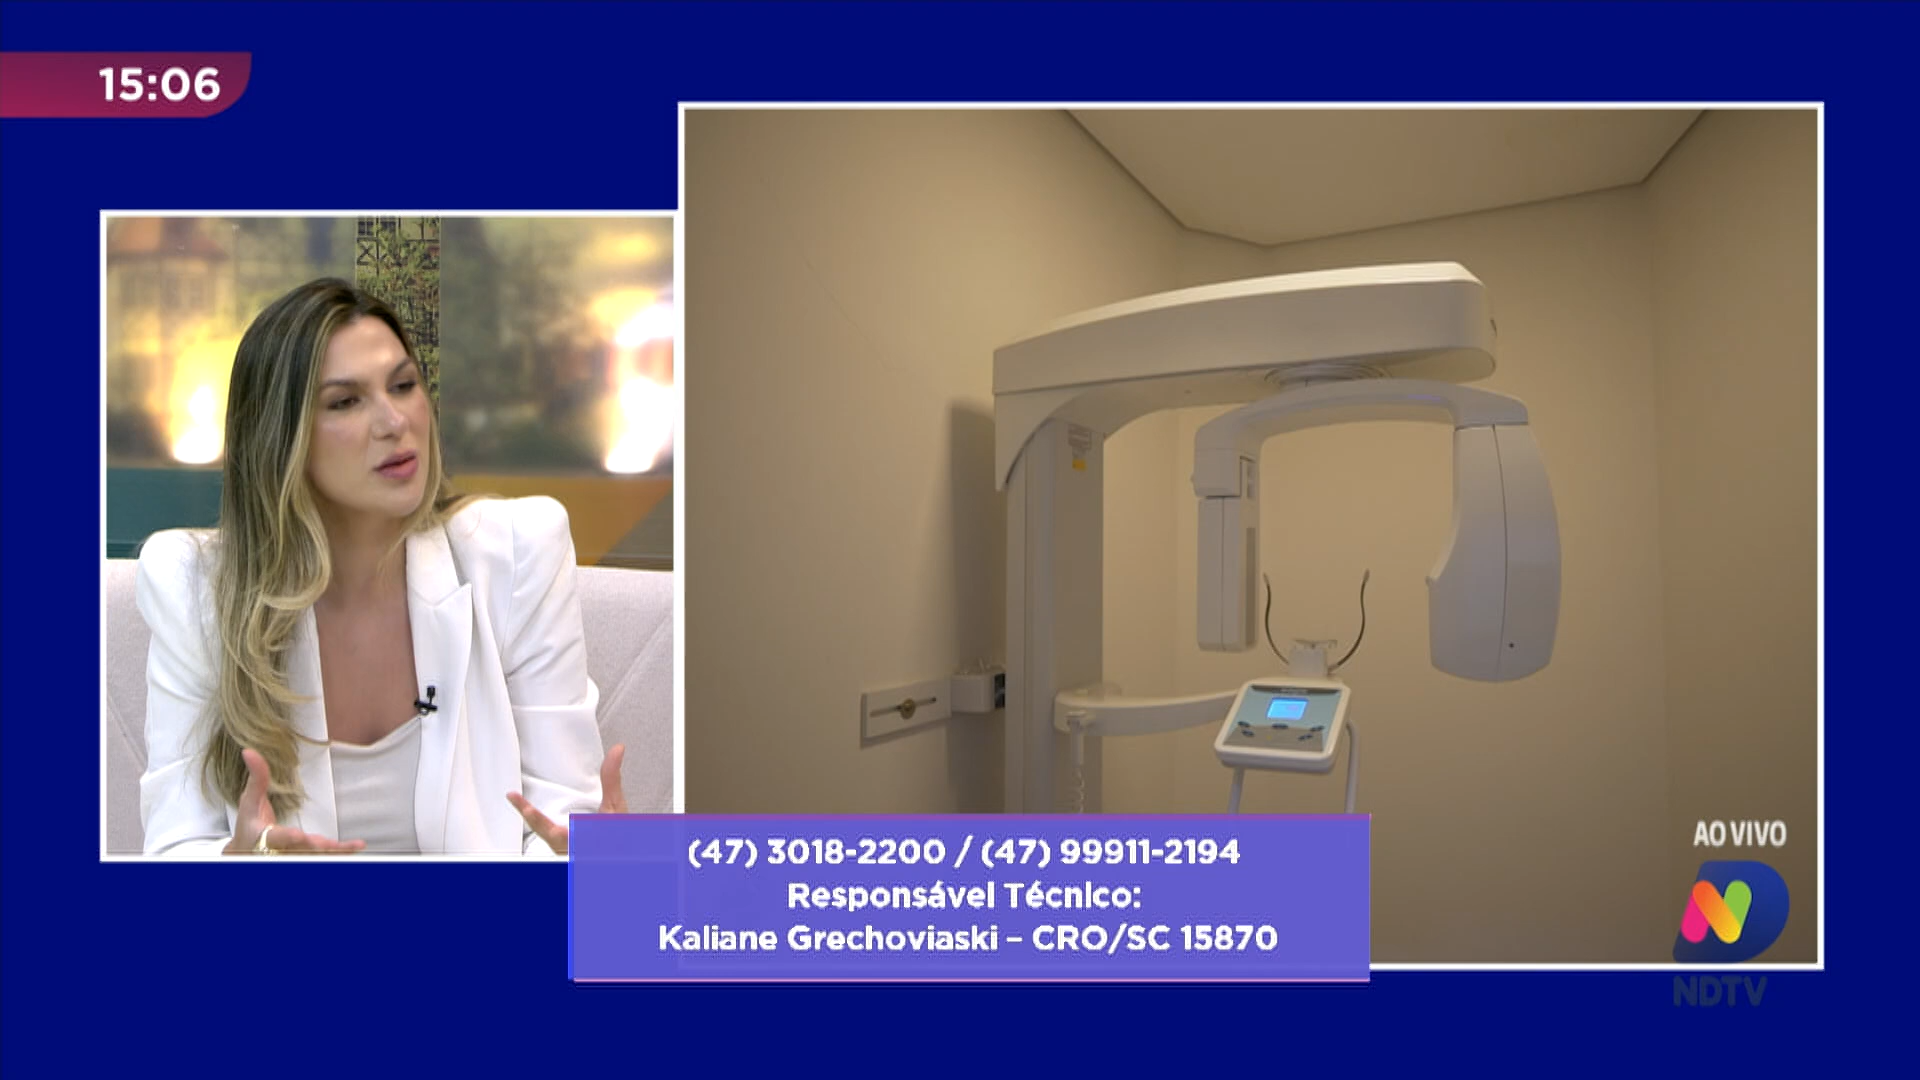 15:06
(47) 3018-2200 / (47) 99911-2194
Responsável Técnico:
Kaliane Grechoviaski – CRO/SC 15870
AO VIVO
NDTV